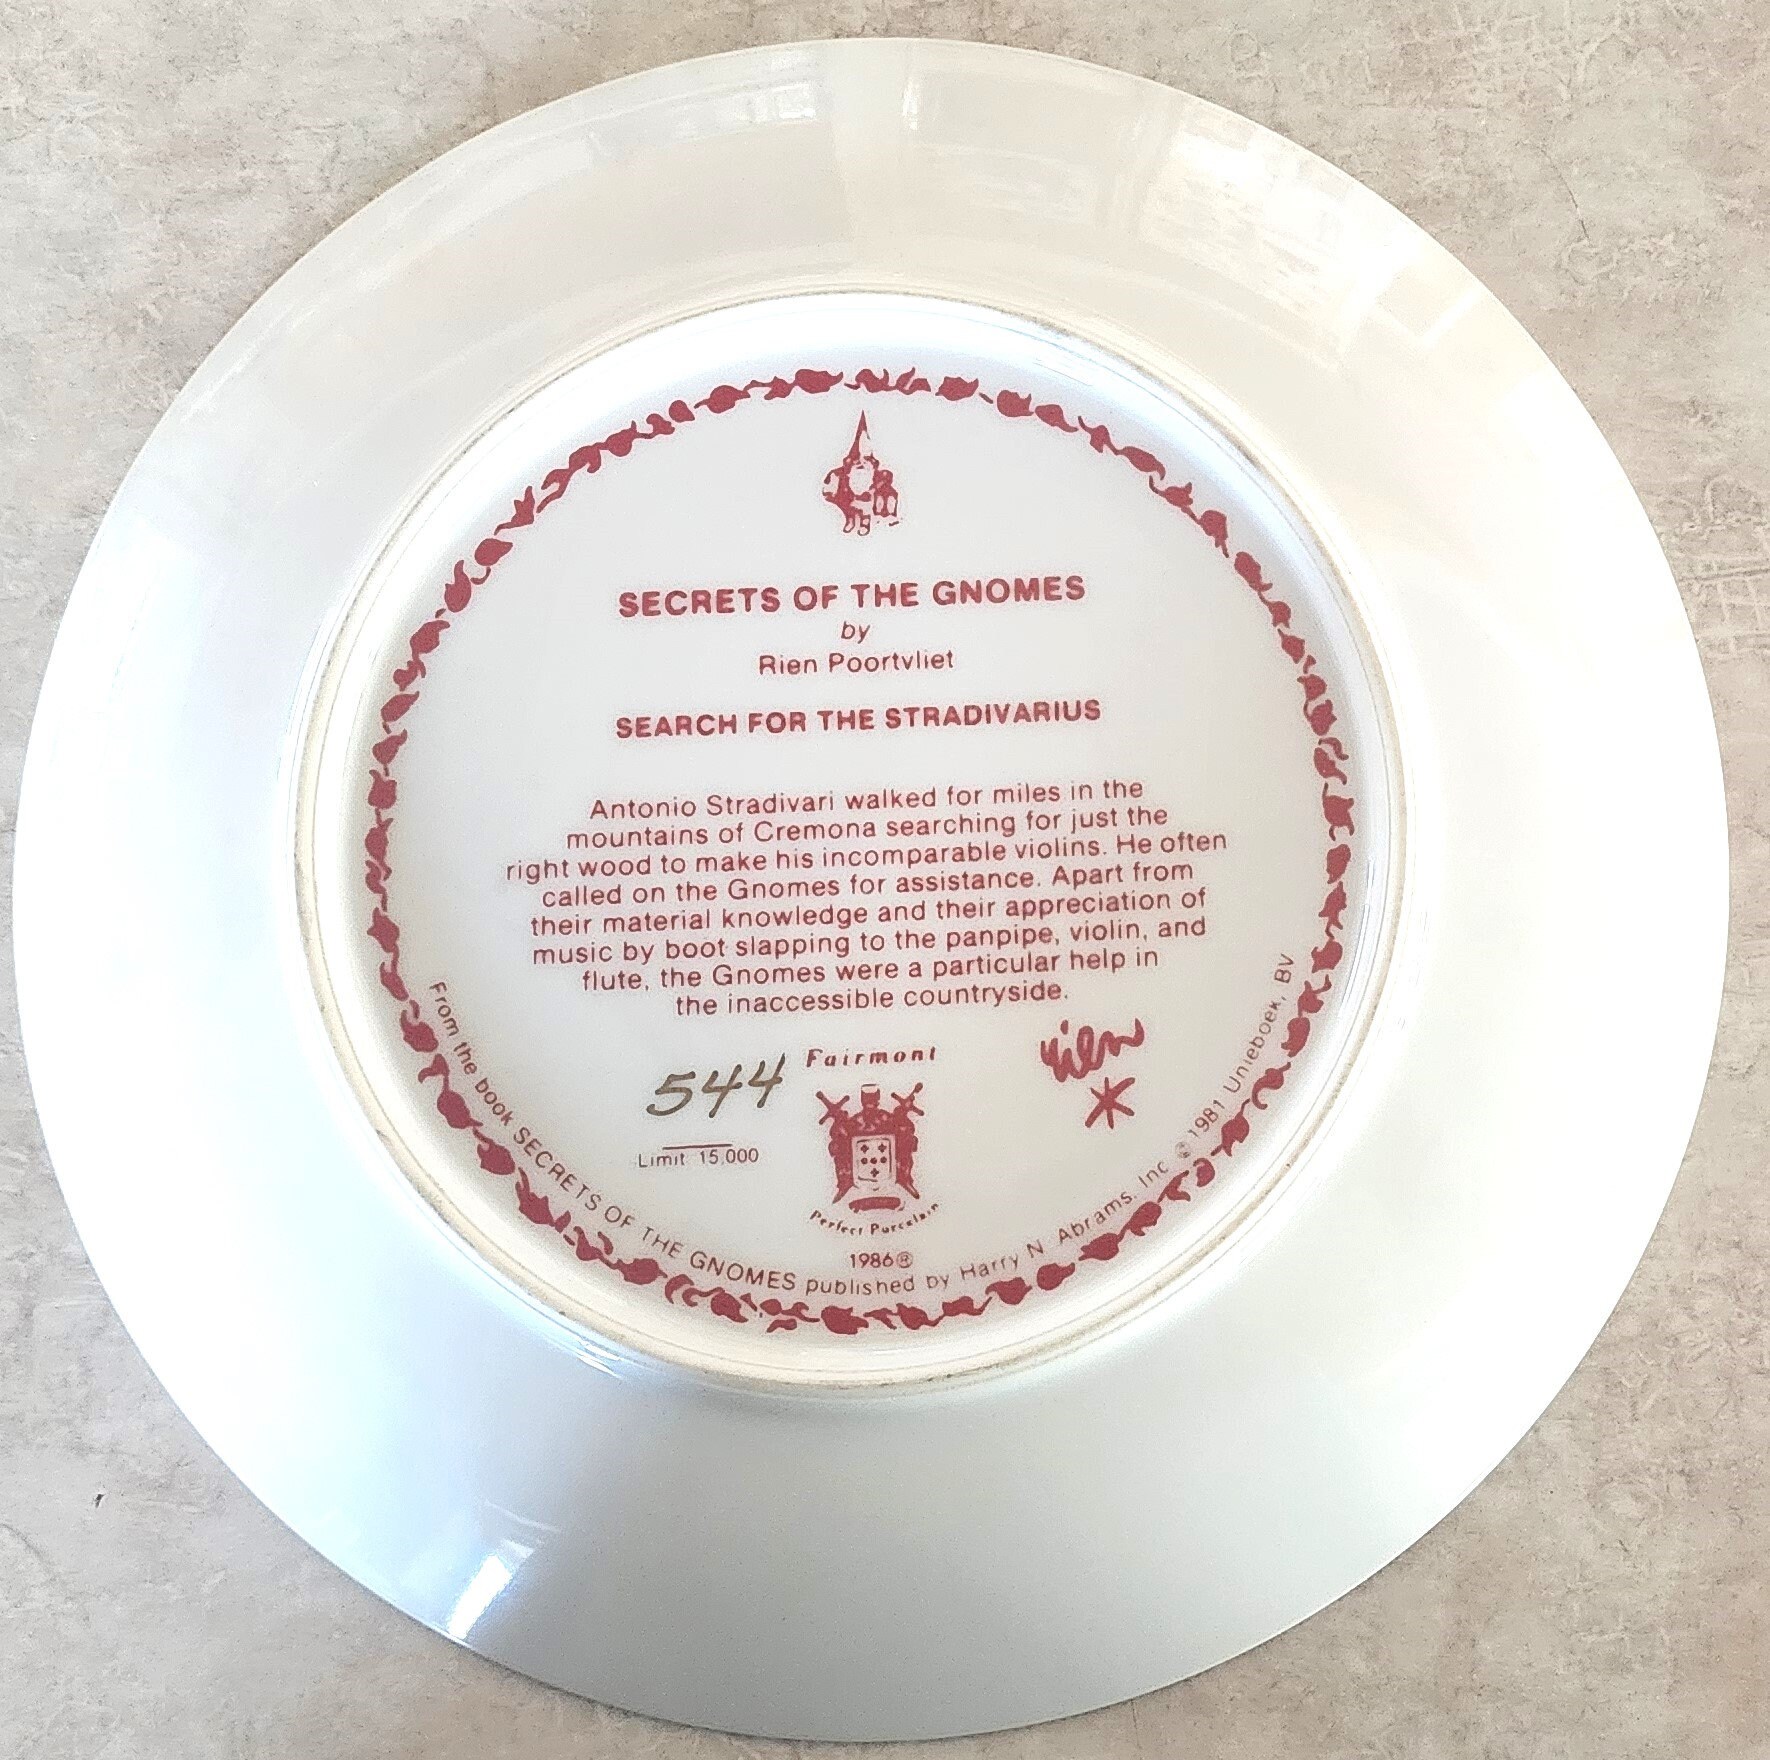 SECRETS OF THE GNOMES
by
Rien Poortvliet
SEARCH FOR THE STRADIVARIUS
Antonio Stradivari walked for miles in the
mountains of Cremona searching for just the
right wood to make his incomparable violins. He often
called on the Gnomes for assistance. Apart from
their material knowledge and their appreciation of
music by boot slapping to the panpipe, violin, and
flute, the Gnomes were a particular help in
the inaccessible countryside.
544
Limit 15,000
Fairmont
Perfect Porcelain
1986®
Rien
From the book SECRETS OF THE GNOMES published by Harry N. Abrams, Inc © 1981 Unieboek, BV